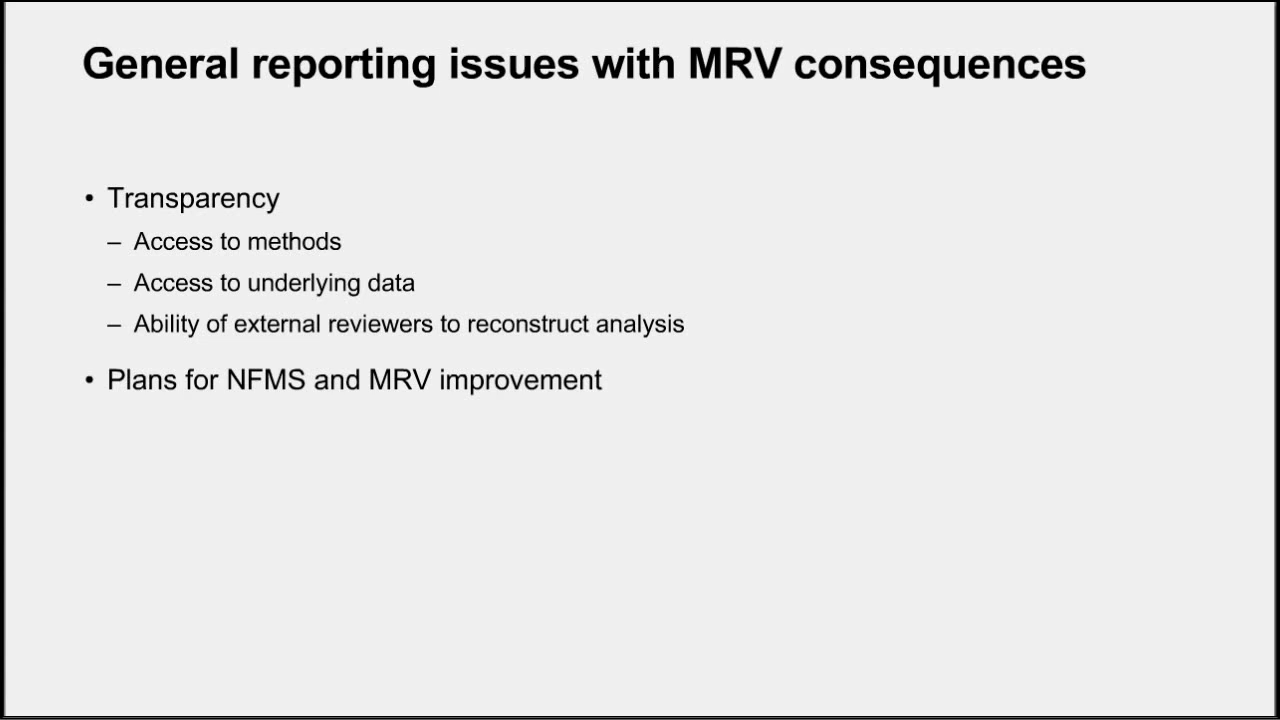 General reporting issues with MRV consequences
• Transparency
– Access to methods
– Access to underlying data
– Ability of external reviewers to reconstruct analysis
• Plans for NFMS and MRV improvement